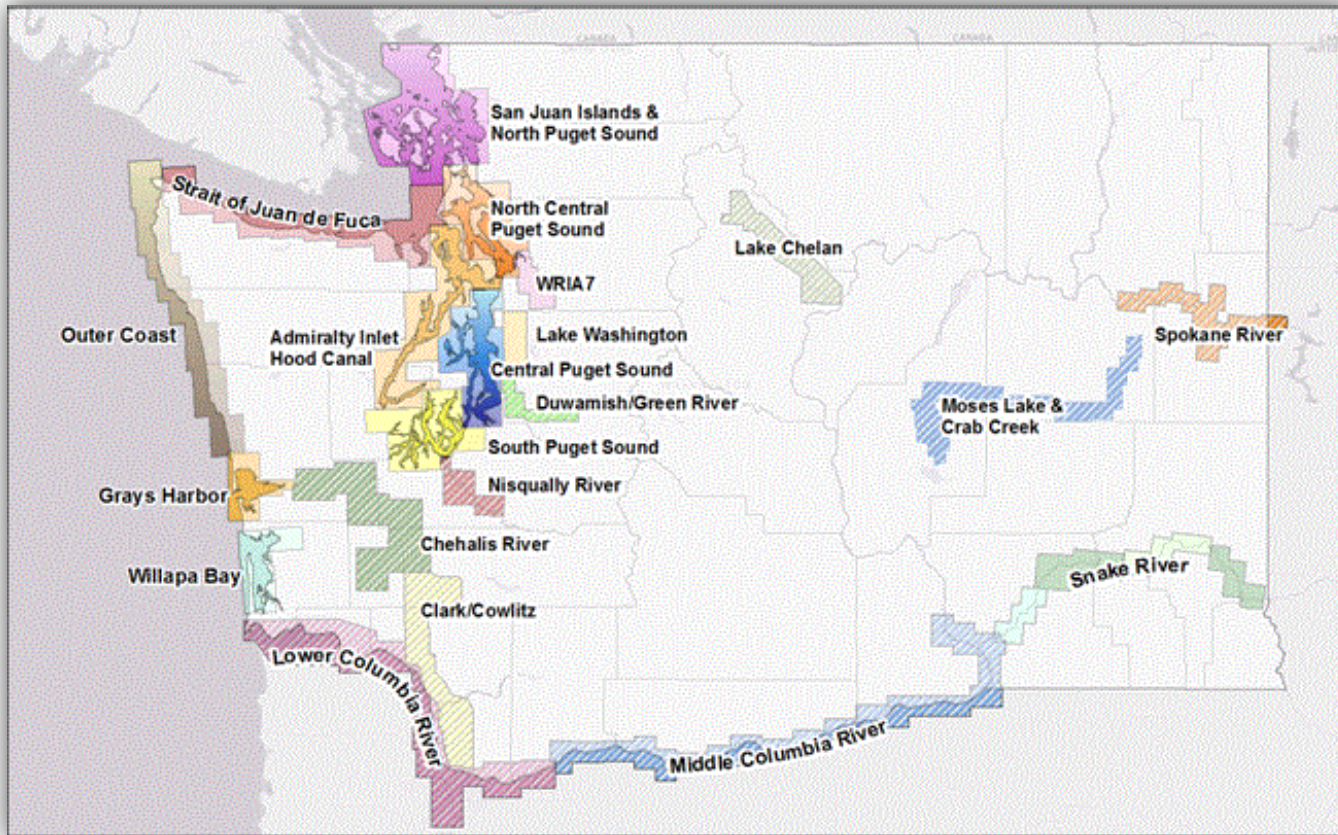 CANADA
CANADA
San Juan Islands &
North Puget Sound
Strait of Juan de Fuca
North Central
Puget Sound
Lake Chelan
WRIA7
Outer Coast
Admiralty Inlet
Hood Canal
Lake Washington
Spokane River
Central Puget Sound
Duwamish/Green River
Moses Lake &
Crab Creek
South Puget Sound
Nisqually River
Grays Harbor
Chehalis River
Willapa Bay
Snake River
Clark/Cowlitz
Lower Columbia River
Middle Columbia River